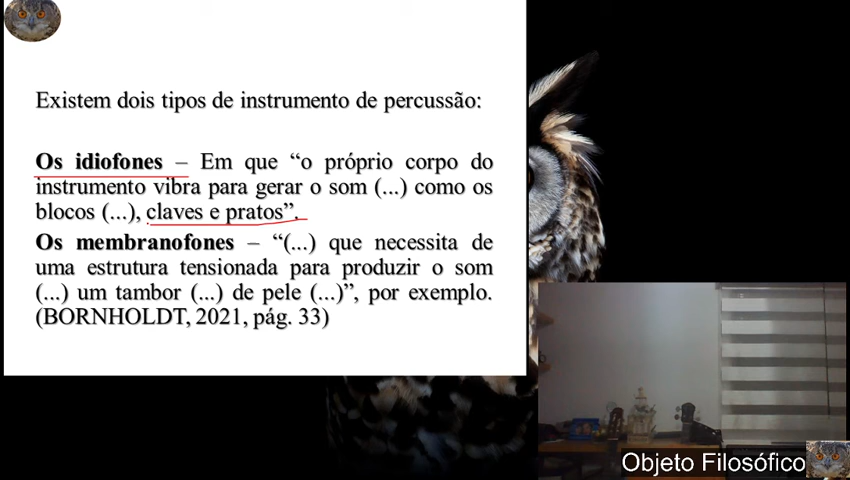 Existem dois tipos de instrumento de percussão:
Os idiofones – Em que “o próprio corpo do
instrumento vibra para gerar o som (...) como os
blocos (...), claves e pratos”.
Os membranofones – “(...) que necessita de
uma estrutura tensionada para produzir o som
(...) um tambor (...) de pele (...)”, por exemplo.
(BORNHOLDT, 2021, pág. 33)
Objeto Filosófico